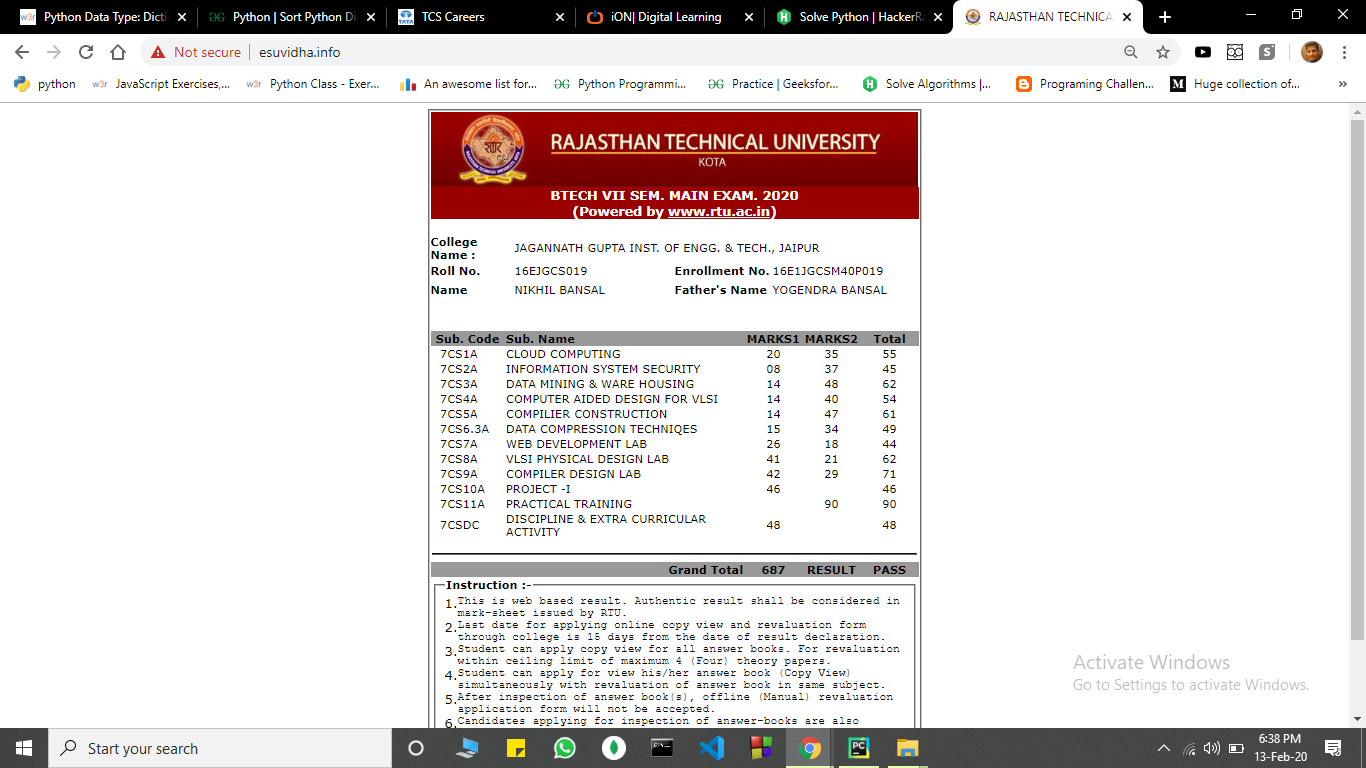 Python Data Type: Dicti
Python | Sort Python Di
TCS Careers
iON| Digital Learning
Solve Python | HackerRa
RAJASTHAN TECHNICA
Not secure | esuvidha.info
python
w3r JavaScript Exercises,...
w3r Python Class - Exer...
An awesome list for...
Python Programmi...
Practice | Geeksfor...
Solve Algorithms |...
Programing Challen...
Huge collection of...
RAJASTHAN TECHNICAL UNIVERSITY
KOTA
BTECH VII SEM. MAIN EXAM. 2020
(Powered by www.rtu.ac.in)
College Name : JAGANNATH GUPTA INST. OF ENGG. & TECH., JAIPUR
Roll No. 16EJGCS019 Enrollment No. 16E1JGCSM40P019
Name NIKHIL BANSAL Father's Name YOGENDRA BANSAL
Sub. Code Sub. Name MARKS1 MARKS2 Total
7CS1A CLOUD COMPUTING 20 35 55
7CS2A INFORMATION SYSTEM SECURITY 08 37 45
7CS3A DATA MINING & WARE HOUSING 14 48 62
7CS4A COMPUTER AIDED DESIGN FOR VLSI 14 40 54
7CS5A COMPILIER CONSTRUCTION 14 47 61
7CS6.3A DATA COMPRESSION TECHNIQES 15 34 49
7CS7A WEB DEVELOPMENT LAB 26 18 44
7CS8A VLSI PHYSICAL DESIGN LAB 41 21 62
7CS9A COMPILER DESIGN LAB 42 29 71
7CS10A PROJECT -I 46 46
7CS11A PRACTICAL TRAINING 90 90
7CSDC DISCIPLINE & EXTRA CURRICULAR ACTIVITY 48 48
Grand Total 687 RESULT PASS
Instruction :-
1. This is web based result. Authentic result shall be considered in
mark-sheet issued by RTU.
2. Last date for applying online copy view and revaluation form
through college is 15 days from the date of result declaration.
3. Student can apply copy view for all answer books. For revaluation
within ceiling limit of maximum 4 (Four) theory papers.
4. Student can apply for view his/her answer book (Copy View)
simultaneously with revaluation of answer book in same subject.
5. After inspection of answer book(s), offline (Manual) revaluation
application form will not be accepted.
6. Candidates applying for inspection of answer-books are also
Activate Windows
Go to Settings to activate Windows.
Start your search
6:38 PM
13-Feb-20